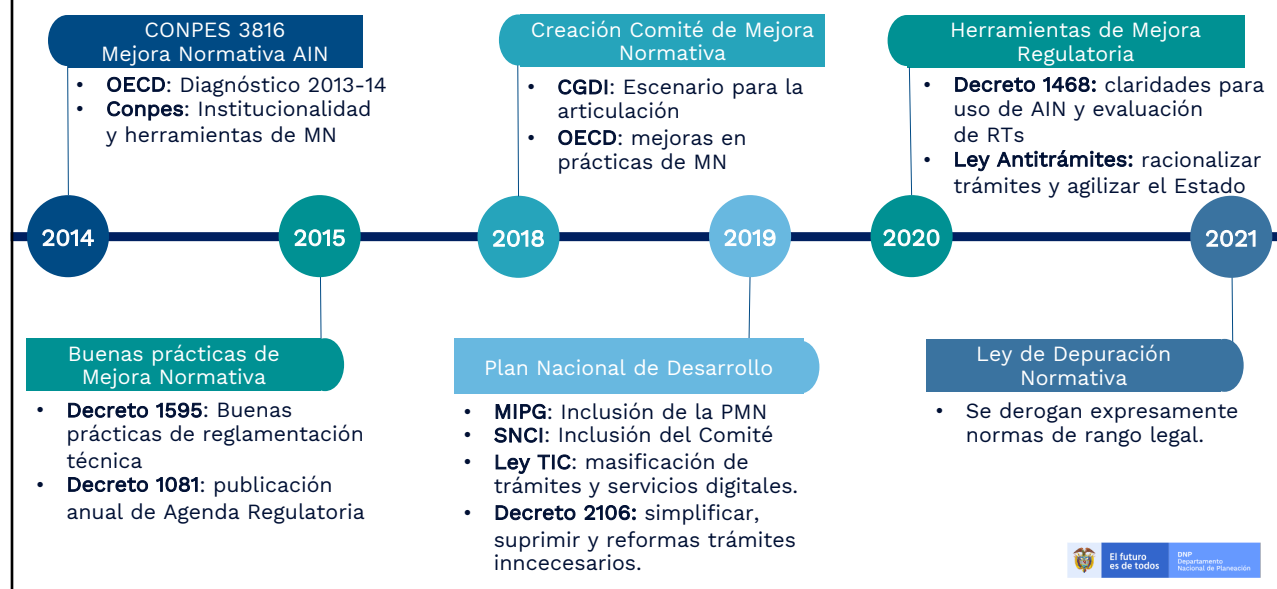 CONPES 3816
Mejora Normativa AIN
• OECD: Diagnóstico 2013-14
• Conpes: Institucionalidad
y herramientas de MN
Creación Comité de Mejora
Normativa
• CGDI: Escenario para la
articulación
• OECD: mejoras en
prácticas de MN
Herramientas de Mejora
Regulatoria
• Decreto 1468: claridades para
uso de AIN y evaluación
de RTs
• Ley Antitrámites: racionalizar
trámites y agilizar el Estado
2014
2015
2018
2019
2020
2021
Buenas prácticas de
Mejora Normativa
• Decreto 1595: Buenas
prácticas de reglamentación
técnica
• Decreto 1081: publicación
anual de Agenda Regulatoria
Plan Nacional de Desarrollo
• MIPG: Inclusión de la PMN
• SNCI: Inclusión del Comité
• Ley TIC: masificación de
trámites y servicios digitales.
• Decreto 2106: simplificar,
suprimir y reformas trámites
inncecesarios.
Ley de Depuración
Normativa
• Se derogan expresamente
normas de rango legal.
El futuro
es de todos
DNP
Departamento
Nacional de Planeación